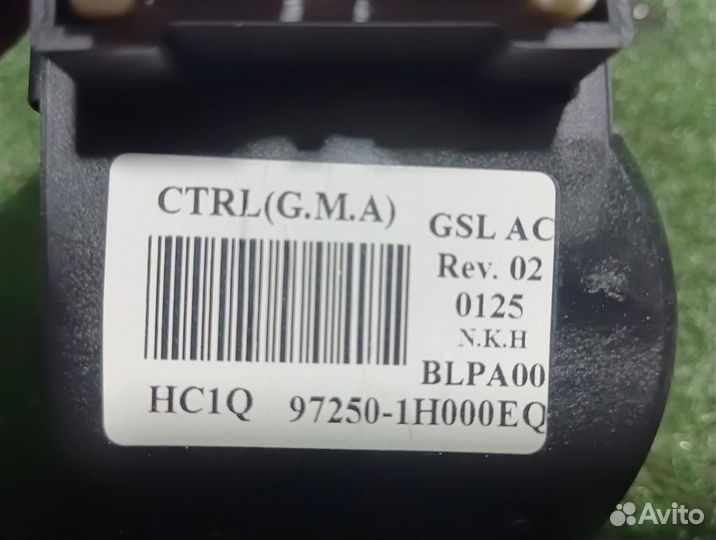 CTRL(G.M.A)
GSL AC
Rev. 02
0125
N.K.H
BLPA00
HC1Q 97250-1H000EQ
Avito